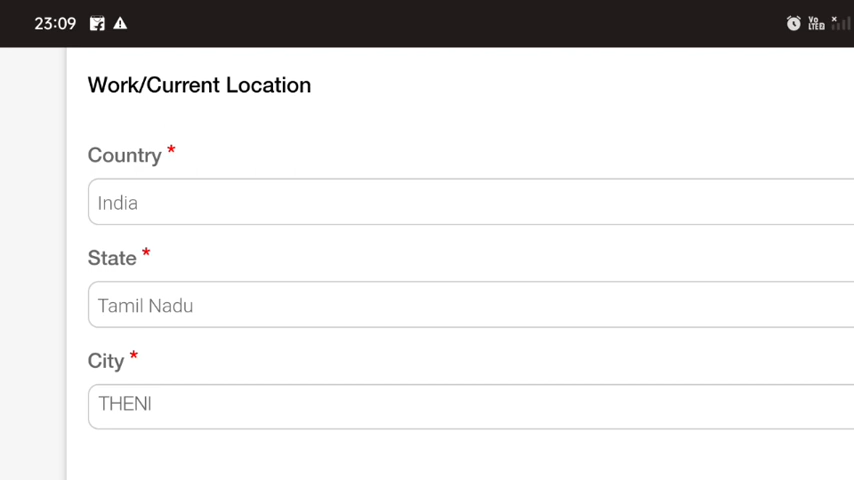 23:09
Work/Current Location
Country *
India
State *
Tamil Nadu
City *
THENI